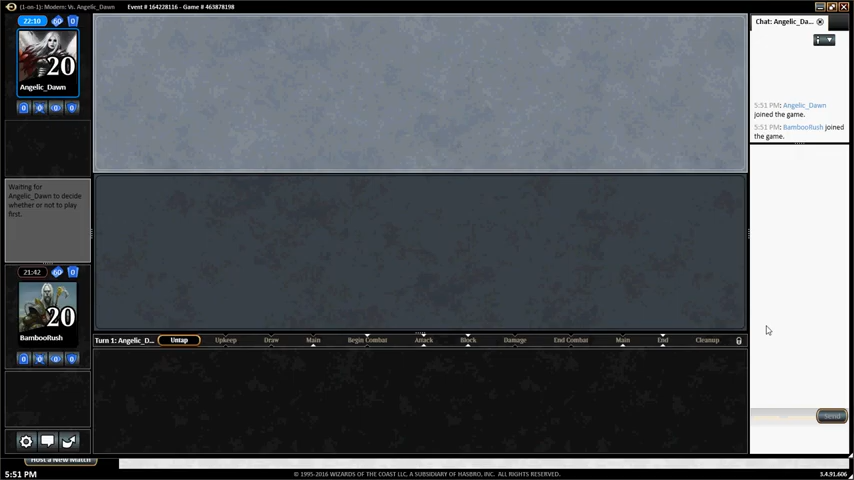 (1-on-1): Modern: Vs. Angelic_Dawn
Event # 164228116 - Game # 463878198
22:10 60 0
20
Angelic_Dawn
0 0 0 0
Waiting for
Angelic_Dawn to decide
whether or not to play
first.
21:42 60 0
20
BambooRush
0 0 0 0
Turn 1: Angelic_D... Untap Upkeep Draw Main Begin Combat Attack Block Damage End Combat Main End Cleanup
Chat: Angelic_Da...
5:51 PM: Angelic_Dawn
joined the game.
5:51 PM: BambooRush joined
the game.
Send
Host a New Match
5:51 PM
© 1995-2016 WIZARDS OF THE COAST LLC, A SUBSIDIARY OF HASBRO, INC. ALL RIGHTS RESERVED.
3.4.91.606